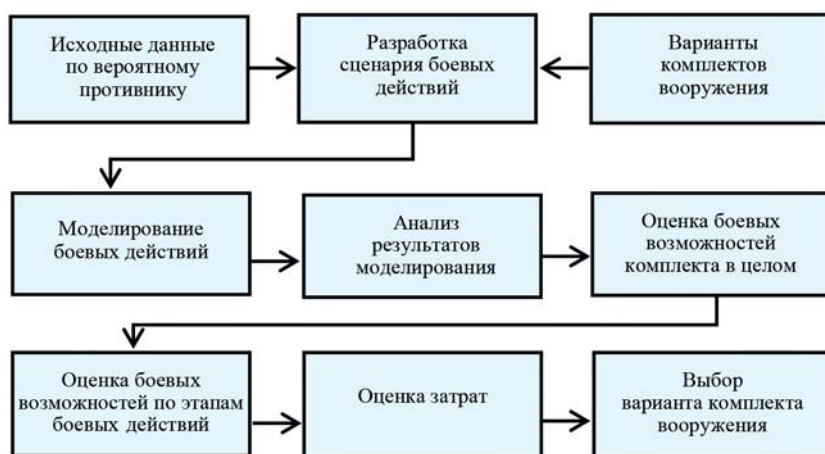 Исходные данные
по вероятному
противнику
Разработка
сценария боевых
действий
Варианты
комплектов
вооружения
Моделирование
боевых действий
Анализ
результатов
моделирования
Оценка боевых
возможностей
комплекта в целом
Оценка боевых
возможностей по этапам
боевых действий
Оценка затрат
Выбор
варианта комплекта
вооружения